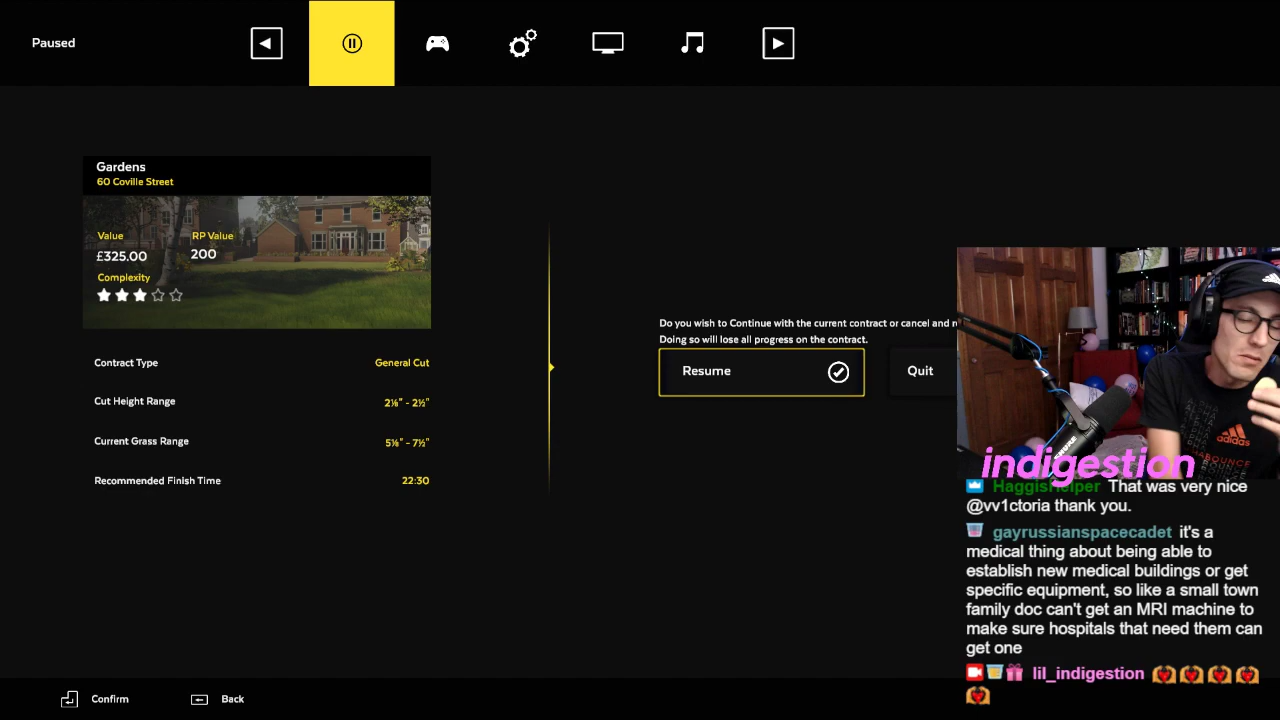 Paused
Gardens
60 Coville Street
Value
RP Value
£325.00
200
Complexity
Contract Type
General Cut
Cut Height Range
2⅛" - 2½"
Current Grass Range
5⅛" - 7½"
Recommended Finish Time
22:30
Do you wish to Continue with the current contract or cancel and
Doing so will lose all progress on the contract.
Resume
Quit
SHURE
adidas
indigestion
HaggisHelper That was very nice
@vv1ctoria thank you.
gayrussianspacecadet it's a
medical thing about being able to
establish new medical buildings or get
specific equipment, so like a small town
family doc can't get an MRI machine to
make sure hospitals that need them can
get one
lil_indigestion
Confirm
Back